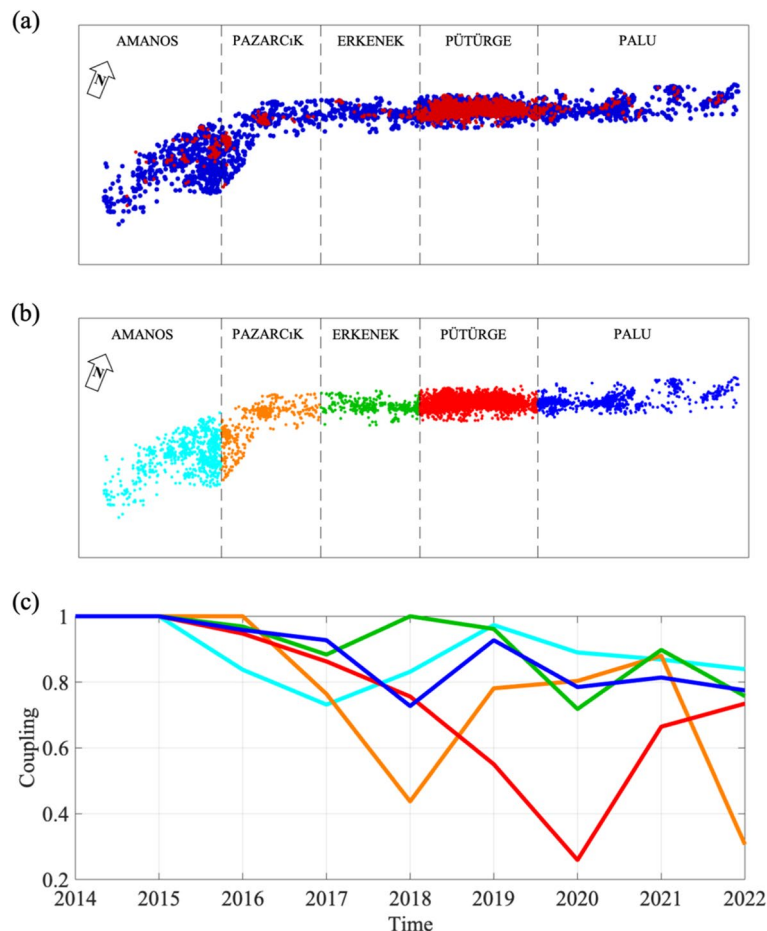 (a)
AMANOS PAZARCıK ERKENEK PÜTÜRGE PALU
N
(b)
AMANOS PAZARCıK ERKENEK PÜTÜRGE PALU
N
(c)
1
0.8
0.6
0.4
0.2
Coupling
2014 2015 2016 2017 2018 2019 2020 2021 2022
Time